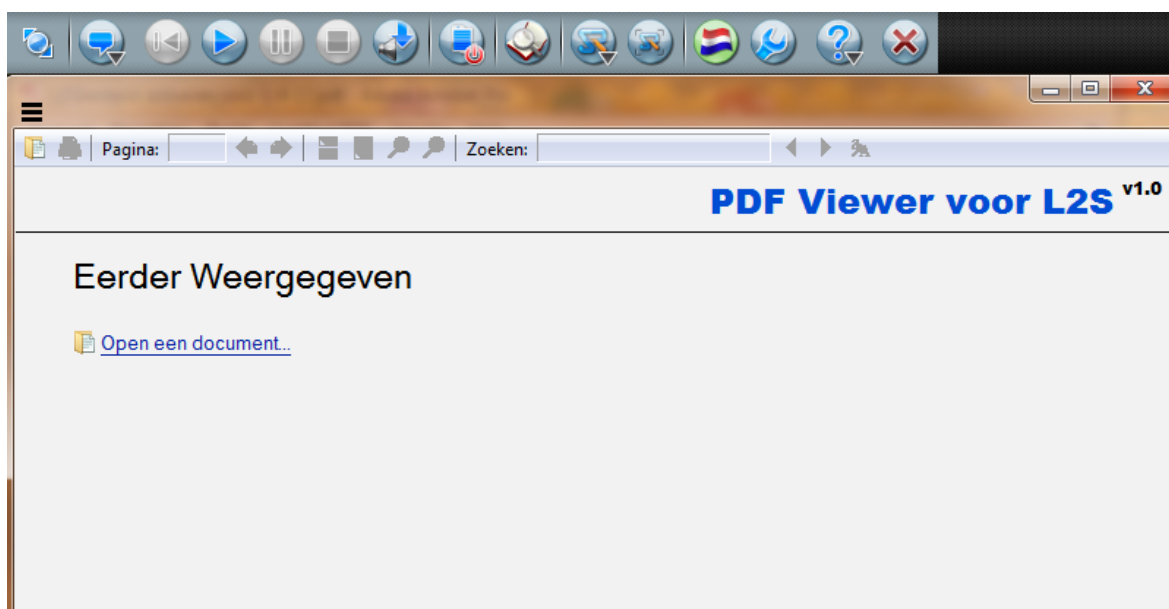 Pagina:
Zoeken:
PDF Viewer voor L2S v1.0
Eerder Weergegeven
Open een document...